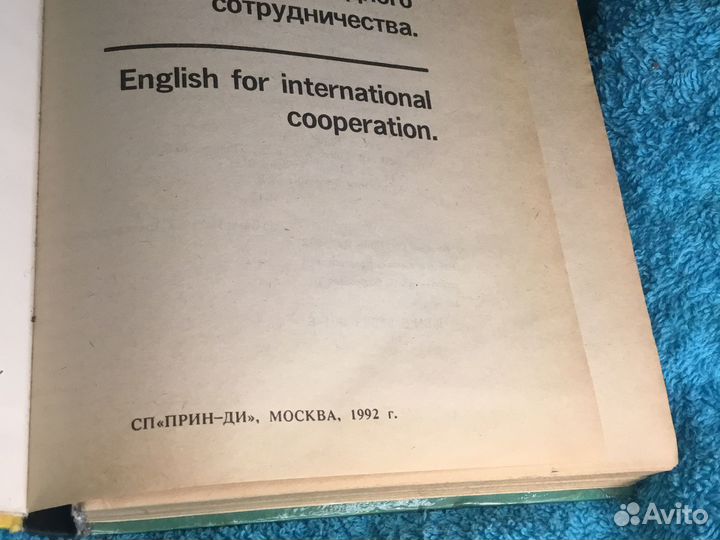 сотрудничества.
English for international
cooperation.
СП«ПРИН–ДИ», МОСКВА, 1992 г.
Avito